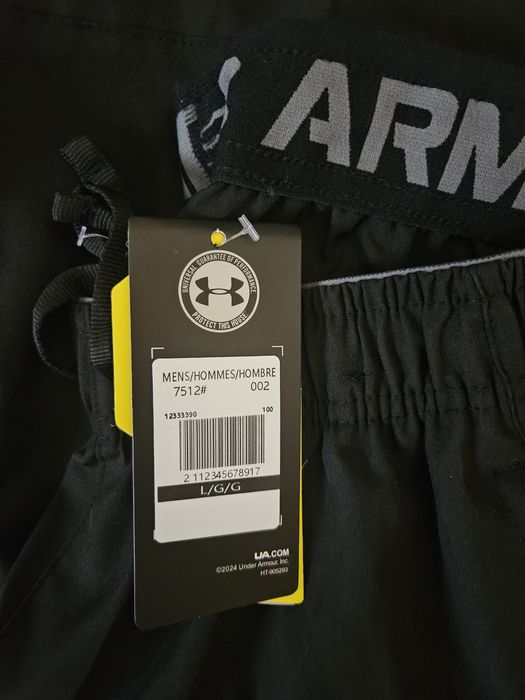 ARM
UNIVERSAL GUARANTEE OF PERFORMANCE
PROTECT THIS HOUSE
MENS/HOMMES/HOMBRE
7512# 002
12333390 100
2 112345678917
L/G/G
UA.COM
©2024 Under Armour, Inc.
HT-905293